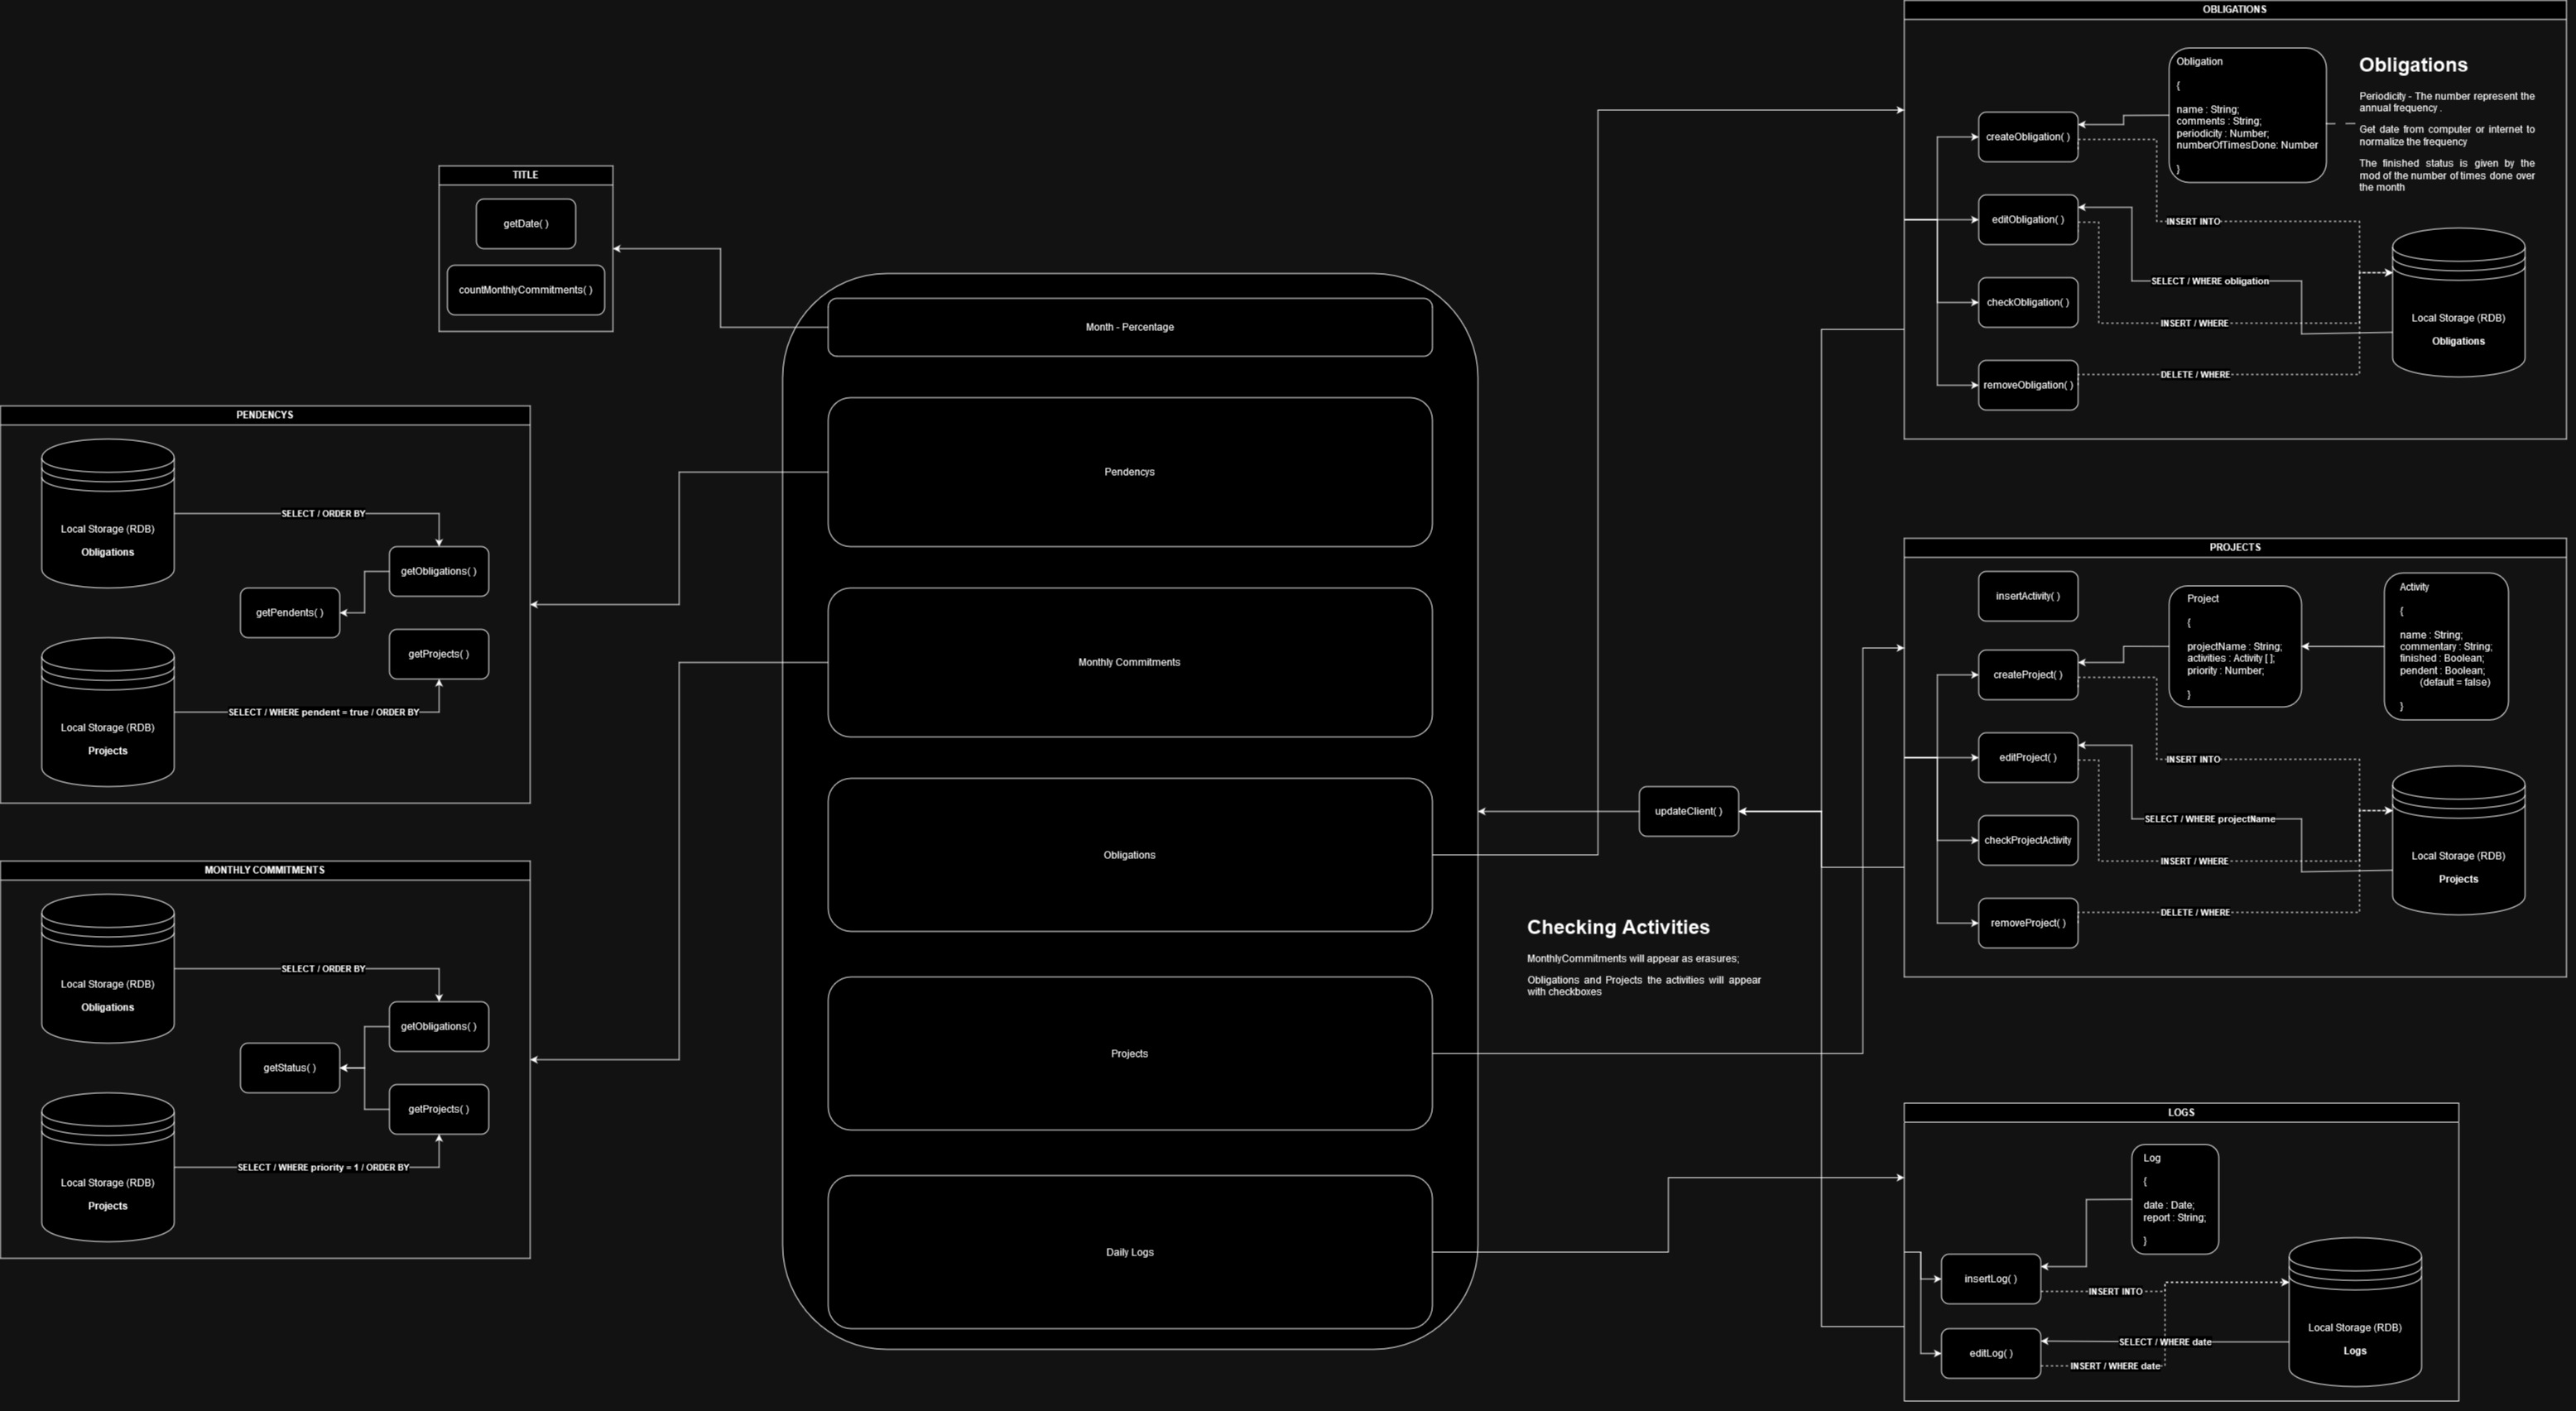 TITLE
getDate( )
countMonthlyCommitments( )
PENDENCYS
Local Storage (RDB)
Obligations
SELECT / ORDER BY
getObligations( )
getPendents( )
getProjects( )
Local Storage (RDB)
Projects
SELECT / WHERE pendent = true / ORDER BY
MONTHLY COMMITMENTS
Local Storage (RDB)
Obligations
SELECT / ORDER BY
getObligations( )
getStatus( )
getProjects( )
Local Storage (RDB)
Projects
SELECT / WHERE priority = 1 / ORDER BY
Month - Percentage
Pendencys
Monthly Commitments
Obligations
Projects
Daily Logs
updateClient( )
Checking Activities
MonthlyCommitments will appear as erasures;
Obligations and Projects the activities will appear
with checkboxes
OBLIGATIONS
createObligation( )
editObligation( )
checkObligation( )
removeObligation( )
Obligation
{
name : String;
comments : String;
periodicity : Number;
numberOfTimesDone: Number
}
Obligations
Periodicity - The number represent the
annual frequency .
Get date from computer or internet to
normalize the frequency
The finished status is given by the
mod of the number of times done over
the month
INSERT INTO
SELECT / WHERE obligation
INSERT / WHERE
DELETE / WHERE
Local Storage (RDB)
Obligations
PROJECTS
insertActivity( )
createProject( )
editProject( )
checkProjectActivity
removeProject( )
Project
{
projectName : String;
activities : Activity [ ];
priority : Number;
}
Activity
{
name : String;
commentary : String;
finished : Boolean;
pendent : Boolean;
(default = false)
}
INSERT INTO
SELECT / WHERE projectName
INSERT / WHERE
DELETE / WHERE
Local Storage (RDB)
Projects
LOGS
Log
{
date : Date;
report : String;
}
insertLog( )
INSERT INTO
editLog( )
SELECT / WHERE date
INSERT / WHERE date
Local Storage (RDB)
Logs